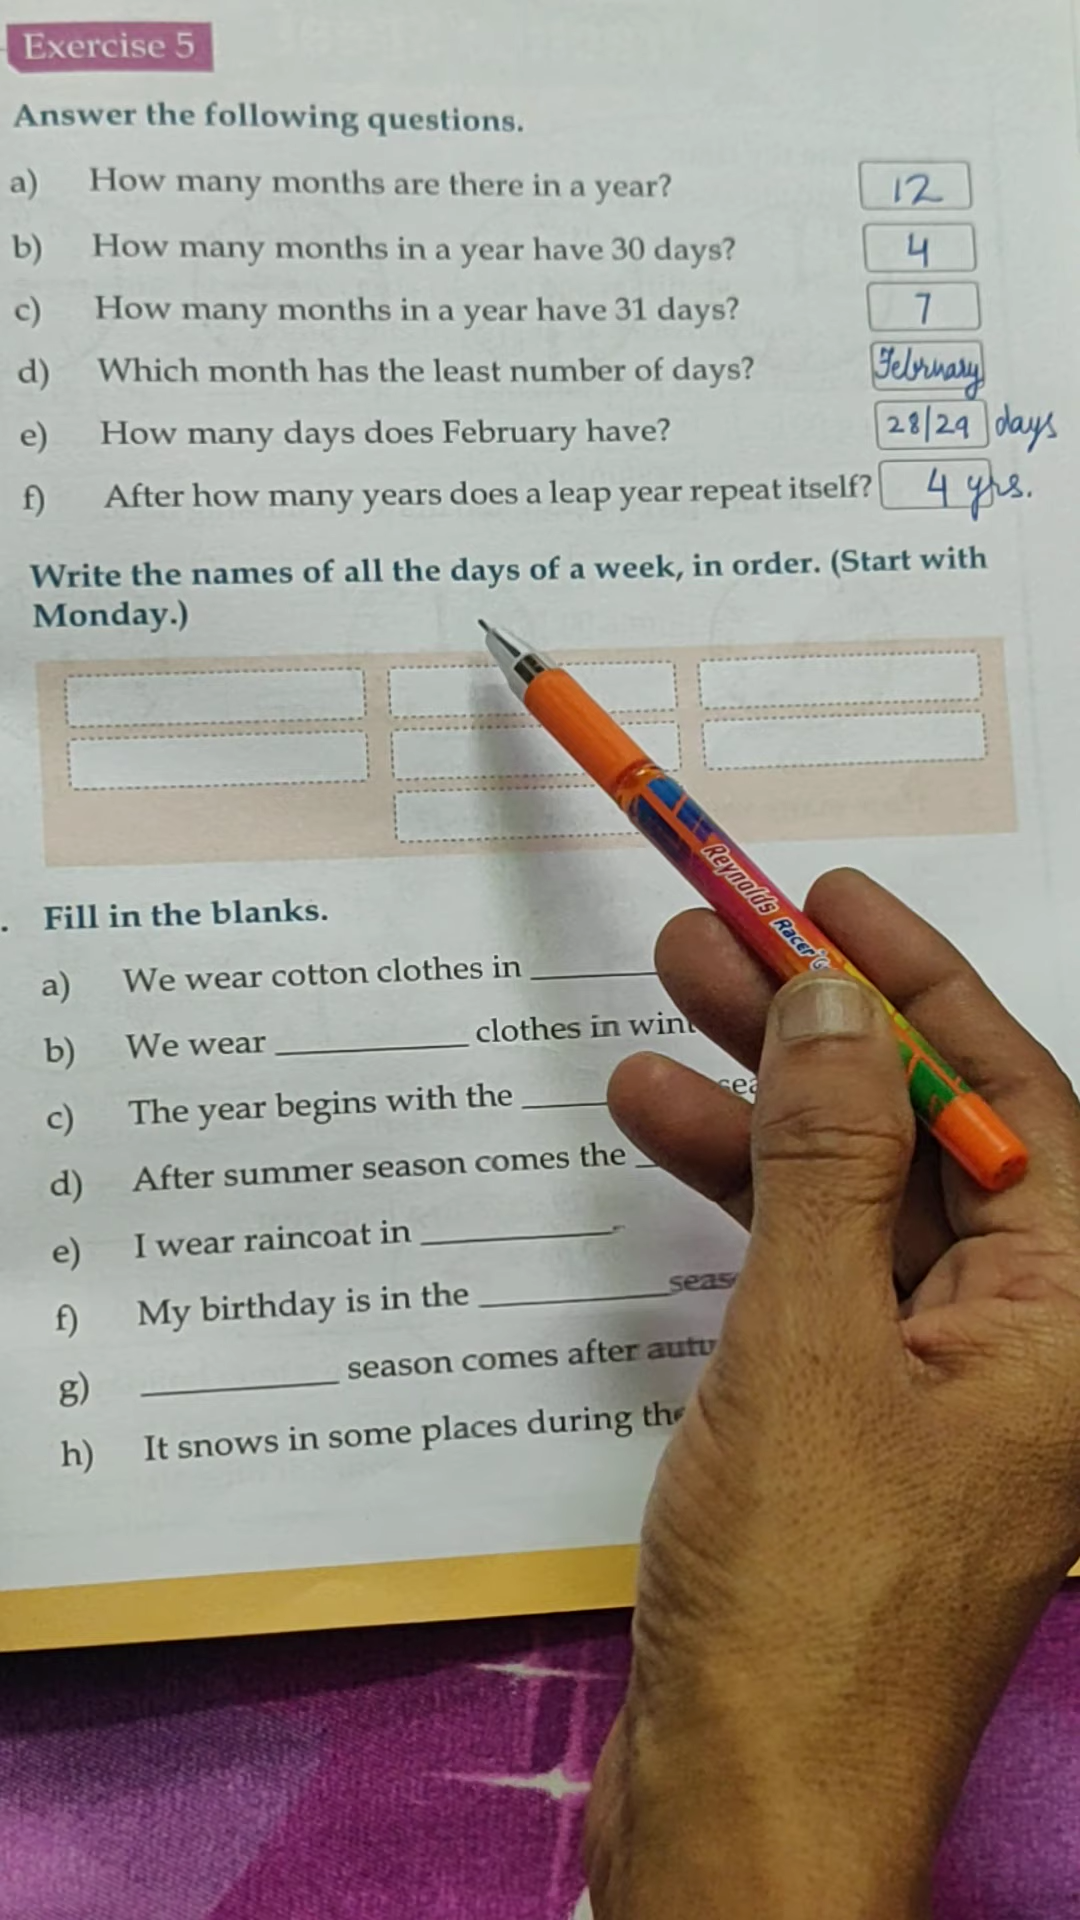 Exercise 5
Answer the following questions.
a) How many months are there in a year? 12
b) How many months in a year have 30 days? 4
c) How many months in a year have 31 days? 7
d) Which month has the least number of days? February
e) How many days does February have? 28/29 days
f) After how many years does a leap year repeat itself? 4 yrs.
Write the names of all the days of a week, in order. (Start with
Monday.)
Reynolds Racer
. Fill in the blanks.
a) We wear cotton clothes in ________
b) We wear ________ clothes in
c) The year begins with the ________
d) After summer season comes the
e) I wear raincoat in ________.
f) My birthday is in the ________
g) ________ season comes after
h) It snows in some places during the